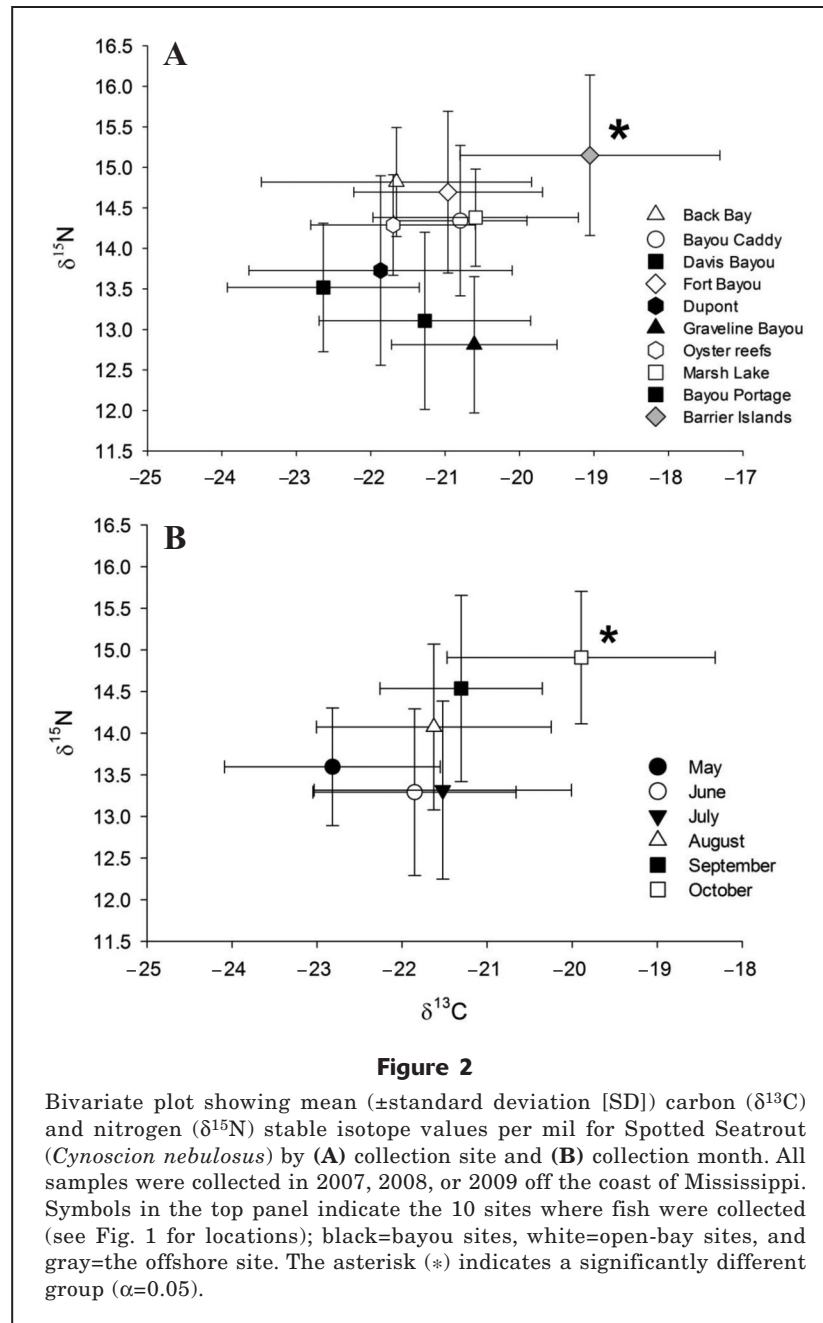 A
16.5
16.0
15.5
15.0
14.5
14.0
13.5
13.0
12.5
12.0
11.5
δ¹⁵N
*
Back Bay
Bayou Caddy
Davis Bayou
Fort Bayou
Dupont
Graveline Bayou
Oyster reefs
Marsh Lake
Bayou Portage
Barrier Islands
−25 −24 −23 −22 −21 −20 −19 −18 −17
B
16.5
16.0
15.5
15.0
14.5
14.0
13.5
13.0
12.5
12.0
11.5
δ¹⁵N
*
May
June
July
August
September
October
−25 −24 −23 −22 −21 −20 −19 −18
δ¹³C
Figure 2
Bivariate plot showing mean (±standard deviation [SD]) carbon (δ¹³C)
and nitrogen (δ¹⁵N) stable isotope values per mil for Spotted Seatrout
(Cynoscion nebulosus) by (A) collection site and (B) collection month. All
samples were collected in 2007, 2008, or 2009 off the coast of Mississippi.
Symbols in the top panel indicate the 10 sites where fish were collected
(see Fig. 1 for locations); black=bayou sites, white=open-bay sites, and
gray=the offshore site. The asterisk (*) indicates a significantly different
group (α=0.05).